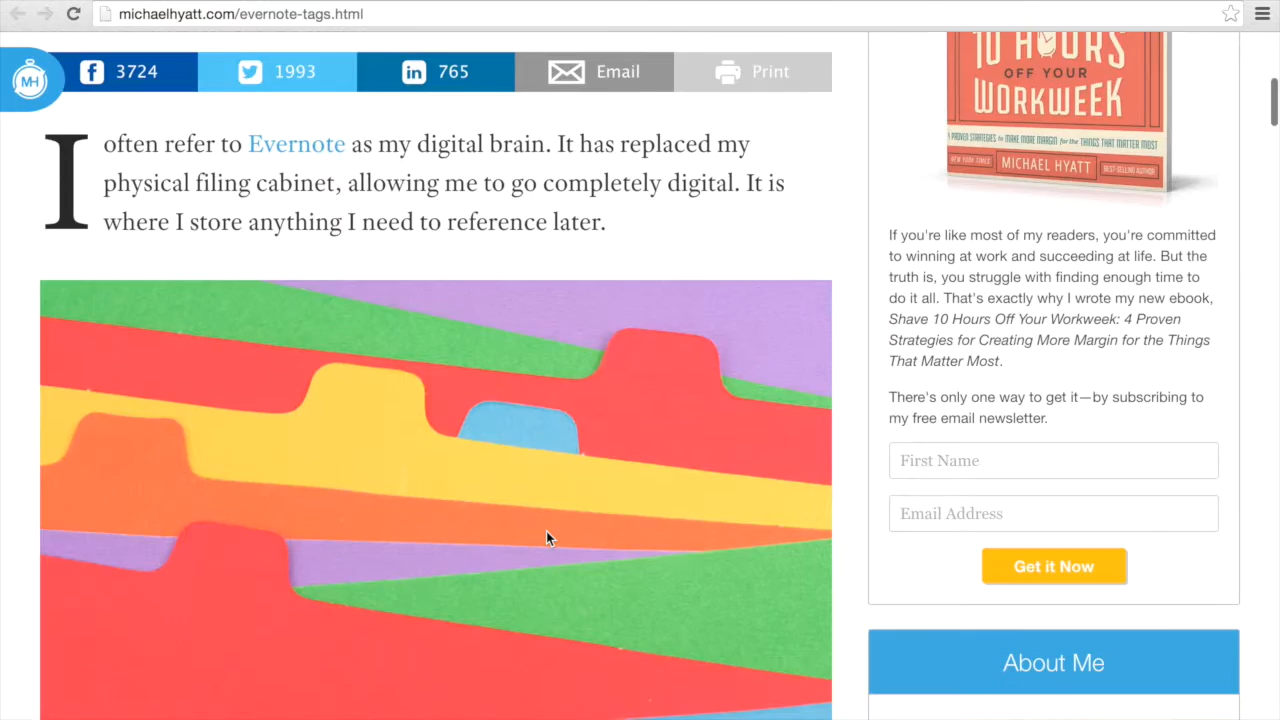 michaelhyatt.com/evernote-tags.html
MH
3724
1993
765
Email
Print
I often refer to Evernote as my digital brain. It has replaced my
physical filing cabinet, allowing me to go completely digital. It is
where I store anything I need to reference later.
10 HOURS
OFF YOUR
WORKWEEK
4 PROVEN STRATEGIES to MAKE MORE MARGIN for the THINGS THAT MATTER MOST
NEW YORK TIMES MICHAEL HYATT BEST-SELLING AUTHOR
If you're like most of my readers, you're committed
to winning at work and succeeding at life. But the
truth is, you struggle with finding enough time to
do it all. That's exactly why I wrote my new ebook,
Shave 10 Hours Off Your Workweek: 4 Proven
Strategies for Creating More Margin for the Things
That Matter Most.
There's only one way to get it—by subscribing to
my free email newsletter.
First Name
Email Address
Get it Now
About Me